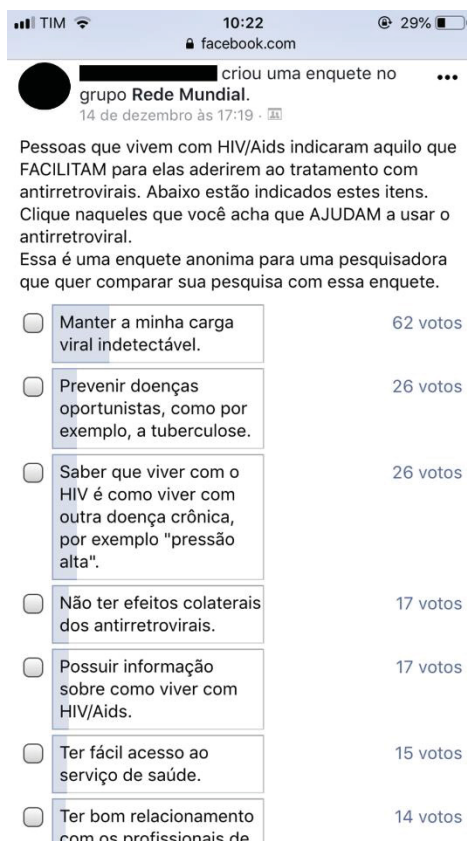 TIM 10:22 29%
facebook.com
criou uma enquete no
grupo Rede Mundial.
14 de dezembro às 17:19 ·
Pessoas que vivem com HIV/Aids indicaram aquilo que
FACILITAM para elas aderirem ao tratamento com
antirretrovirais. Abaixo estão indicados estes itens.
Clique naqueles que você acha que AJUDAM a usar o
antirretroviral.
Essa é uma enquete anonima para uma pesquisadora
que quer comparar sua pesquisa com essa enquete.
Manter a minha carga 62 votos
viral indetectável.
Prevenir doenças 26 votos
oportunistas, como por
exemplo, a tuberculose.
Saber que viver com o 26 votos
HIV é como viver com
outra doença crônica,
por exemplo "pressão
alta".
Não ter efeitos colaterais 17 votos
dos antirretrovirais.
Possuir informação 17 votos
sobre como viver com
HIV/Aids.
Ter fácil acesso ao 15 votos
serviço de saúde.
Ter bom relacionamento 14 votos
com os profissionais de